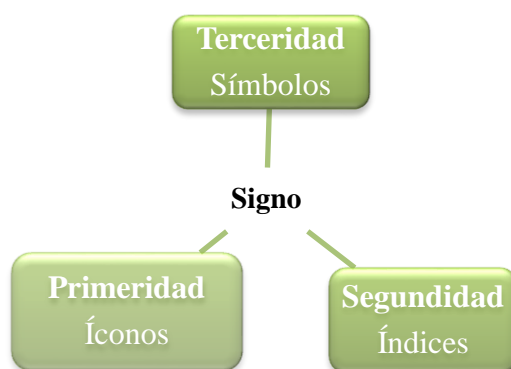 Terceridad
Símbolos
Signo
Primeridad
Íconos
Segundidad
Índices